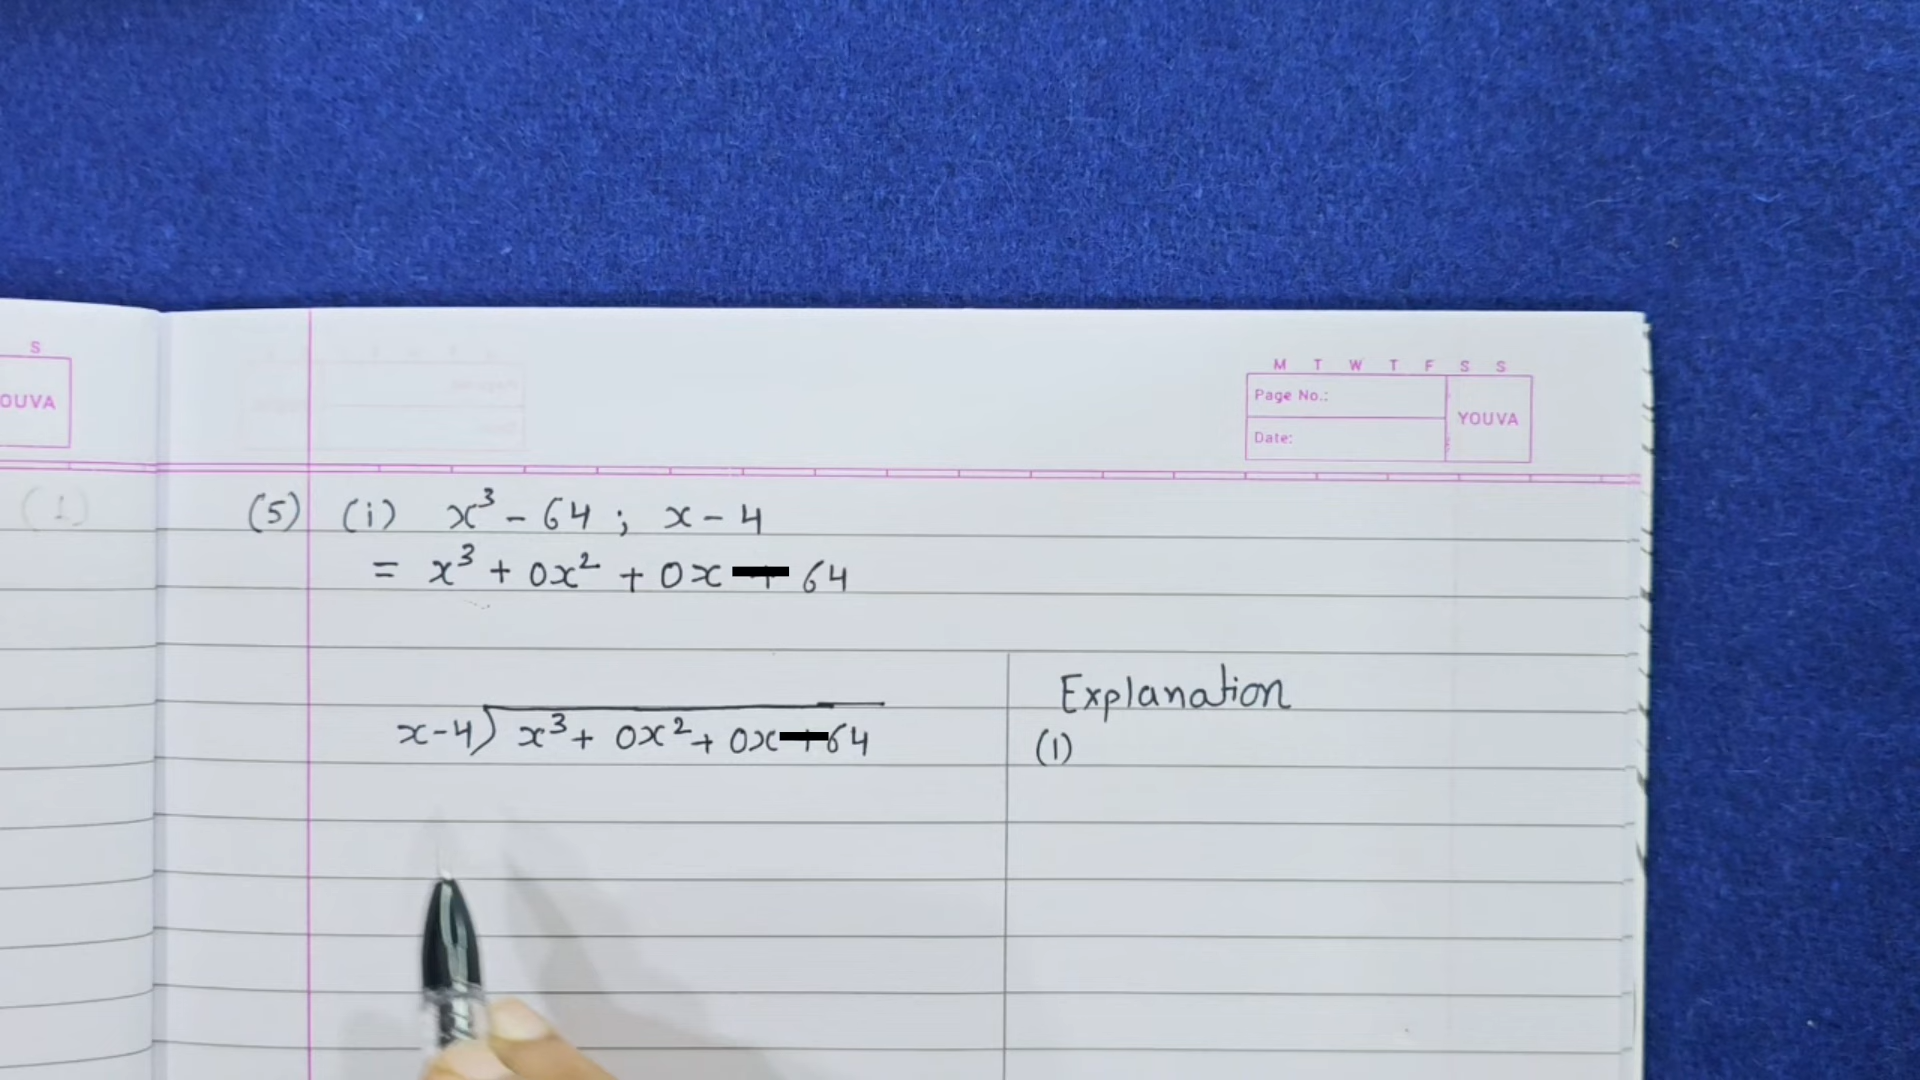 S
OUVA
M T W T F S S
Page No.:
YOUVA
Date:
(1)
(5) (i) x³ - 64 ; x - 4
= x³ + 0x² + 0x - 64
Explanation
x-4) x³ + 0x² + 0x - 64
(1)